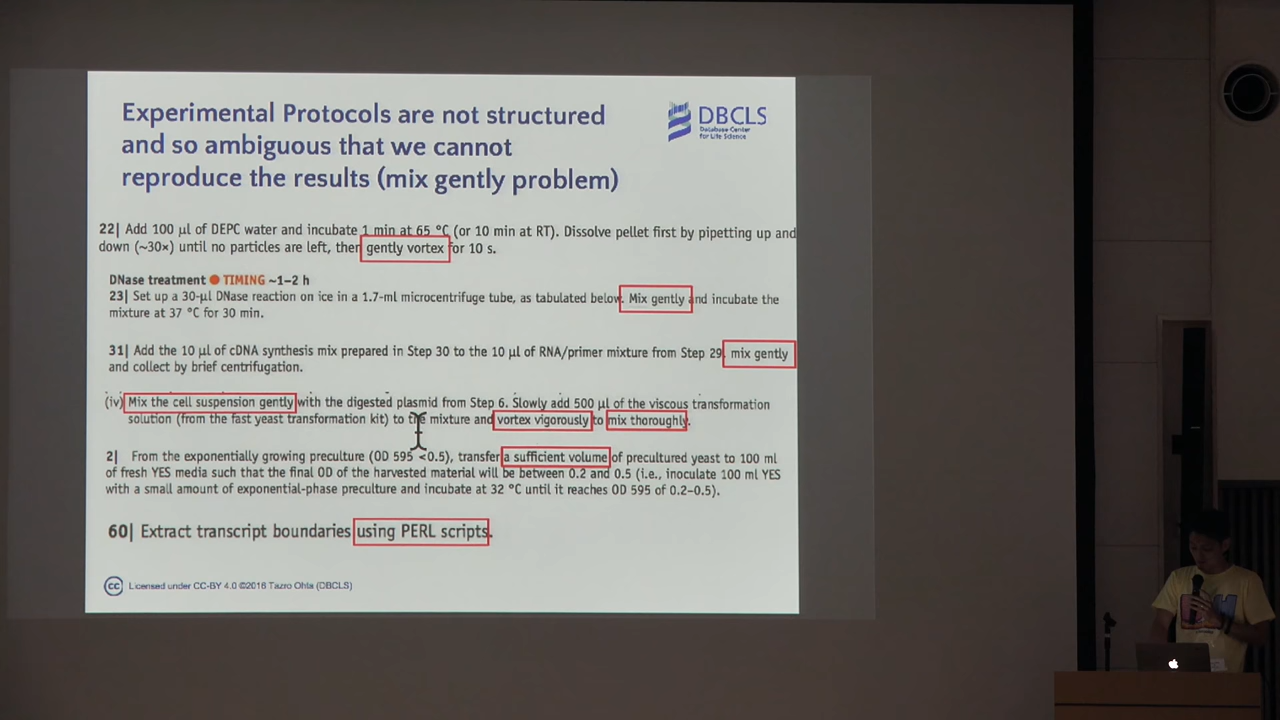 Experimental Protocols are not structured
and so ambiguous that we cannot
reproduce the results (mix gently problem)
DBCLS
Database Center
for Life Science
22| Add 100 µl of DEPC water and incubate 1 min at 65 °C (or 10 min at RT). Dissolve pellet first by pipetting up and
down (~30×) until no particles are left, then gently vortex for 10 s.
DNase treatment ● TIMING ~1–2 h
23| Set up a 30-µl DNase reaction on ice in a 1.7-ml microcentrifuge tube, as tabulated below. Mix gently and incubate the
mixture at 37 °C for 30 min.
31| Add the 10 µl of cDNA synthesis mix prepared in Step 30 to the 10 µl of RNA/primer mixture from Step 29, mix gently
and collect by brief centrifugation.
(iv) Mix the cell suspension gently with the digested plasmid from Step 6. Slowly add 500 µl of the viscous transformation
solution (from the fast yeast transformation kit) to the mixture and vortex vigorously to mix thoroughly.
2| From the exponentially growing preculture (OD 595 <0.5), transfer a sufficient volume of precultured yeast to 100 ml
of fresh YES media such that the final OD of the harvested material will be between 0.2 and 0.5 (i.e., inoculate 100 ml YES
with a small amount of exponential-phase preculture and incubate at 32 °C until it reaches OD 595 of 0.2–0.5).
60| Extract transcript boundaries using PERL scripts.
cc Licensed under CC-BY 4.0 ©2016 Tazro Ohta (DBCLS)